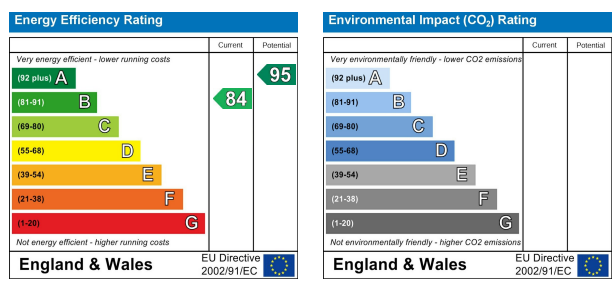 Energy Efficiency Rating
Current Potential
Very energy efficient - lower running costs
(92 plus) A
95
(81-91) B
84
(69-80) C
(55-68) D
(39-54) E
(21-38) F
(1-20) G
Not energy efficient - higher running costs
England & Wales
EU Directive
2002/91/EC
Environmental Impact (CO2) Rating
Current Potential
Very environmentally friendly - lower CO2 emissions
(92 plus) A
(81-91) B
(69-80) C
(55-68) D
(39-54) E
(21-38) F
(1-20) G
Not environmentally friendly - higher CO2 emissions
England & Wales
EU Directive
2002/91/EC